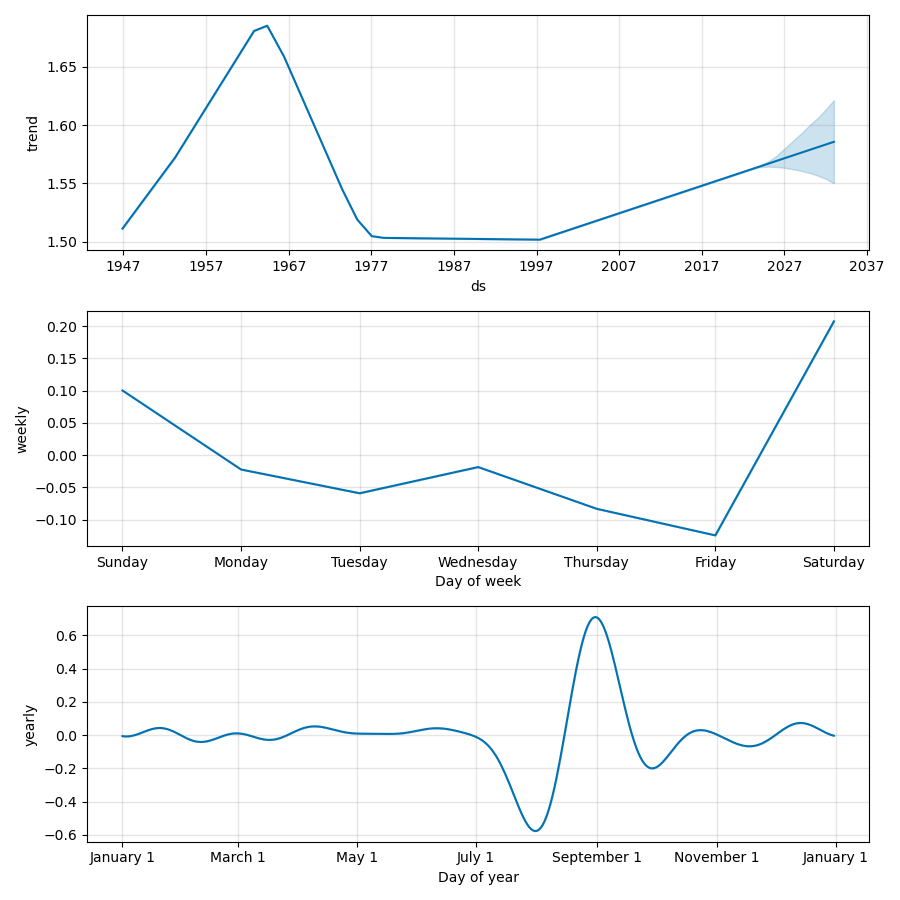 trend
1.65
1.60
1.55
1.50
1947 1957 1967 1977 1987 1997 2007 2017 2027 2037
ds
weekly
0.20
0.15
0.10
0.05
0.00
−0.05
−0.10
Sunday Monday Tuesday Wednesday Thursday Friday Saturday
Day of week
yearly
0.6
0.4
0.2
0.0
−0.2
−0.4
−0.6
January 1 March 1 May 1 July 1 September 1 November 1 January 1
Day of year